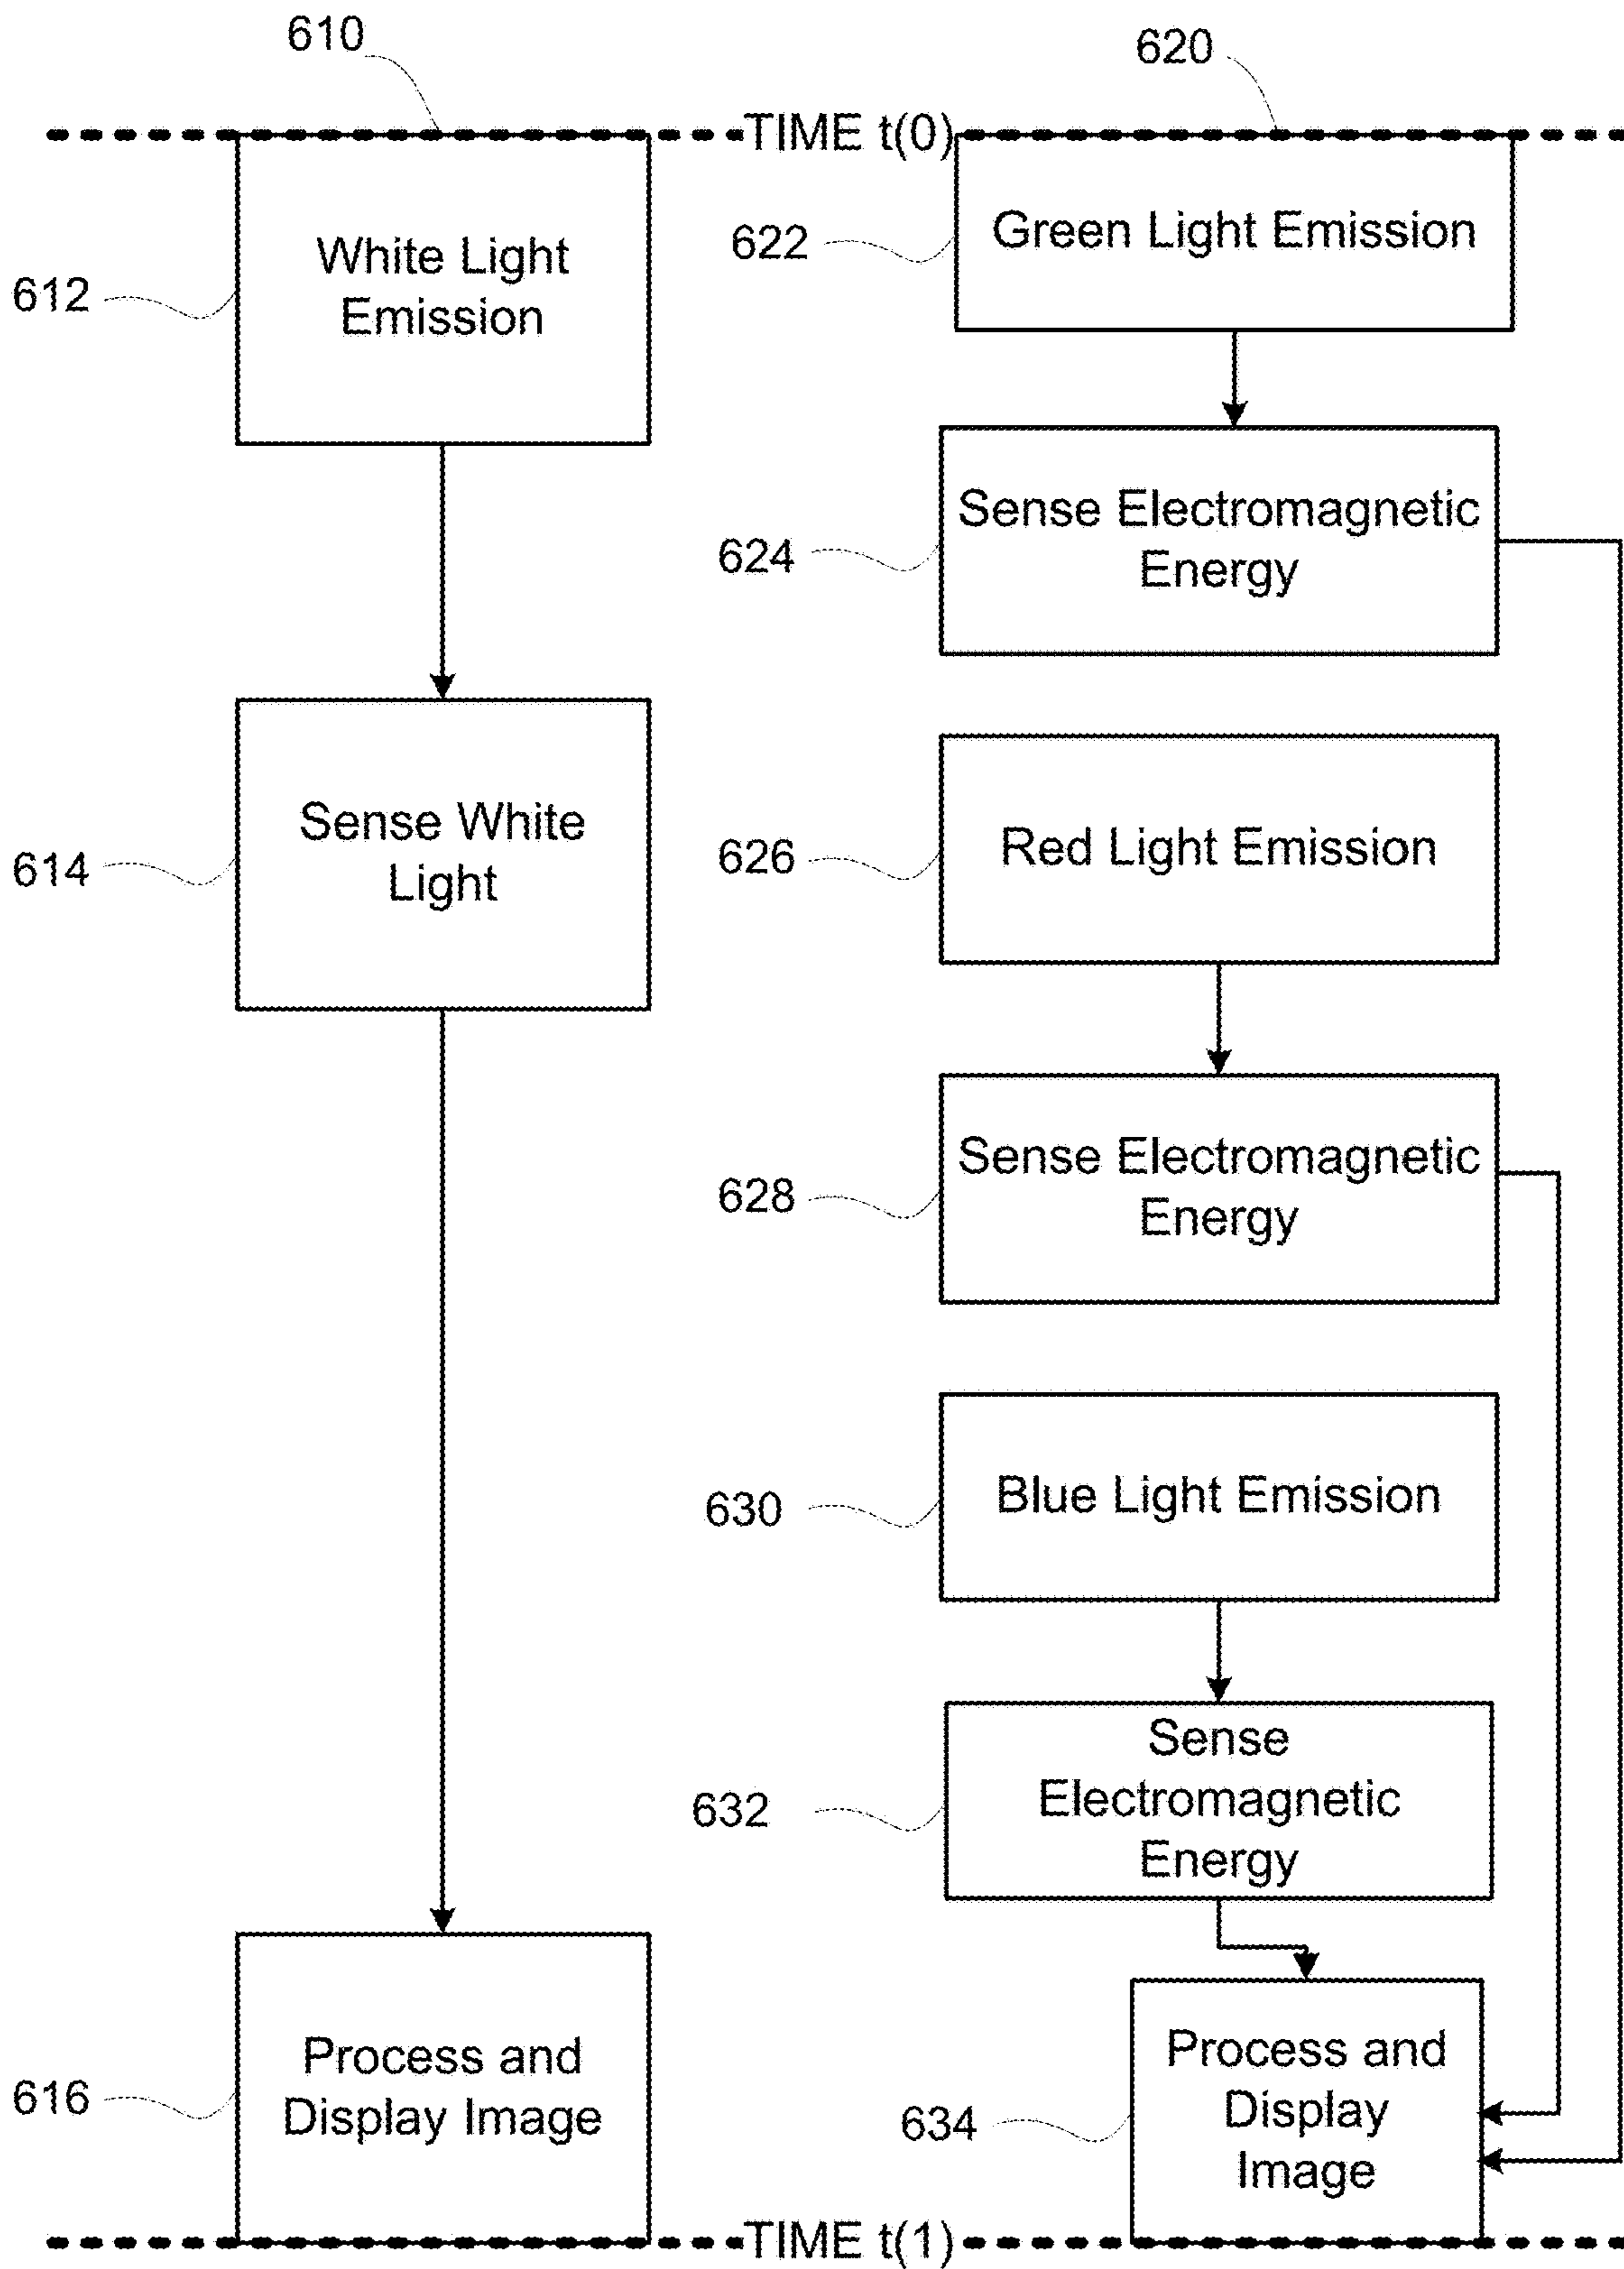 610
620
TIME t(0)
612
White Light
Emission
622
Green Light Emission
624
Sense Electromagnetic
Energy
614
Sense White
Light
626
Red Light Emission
628
Sense Electromagnetic
Energy
630
Blue Light Emission
632
Sense
Electromagnetic
Energy
616
Process and
Display Image
634
Process and
Display
Image
TIME t(1)